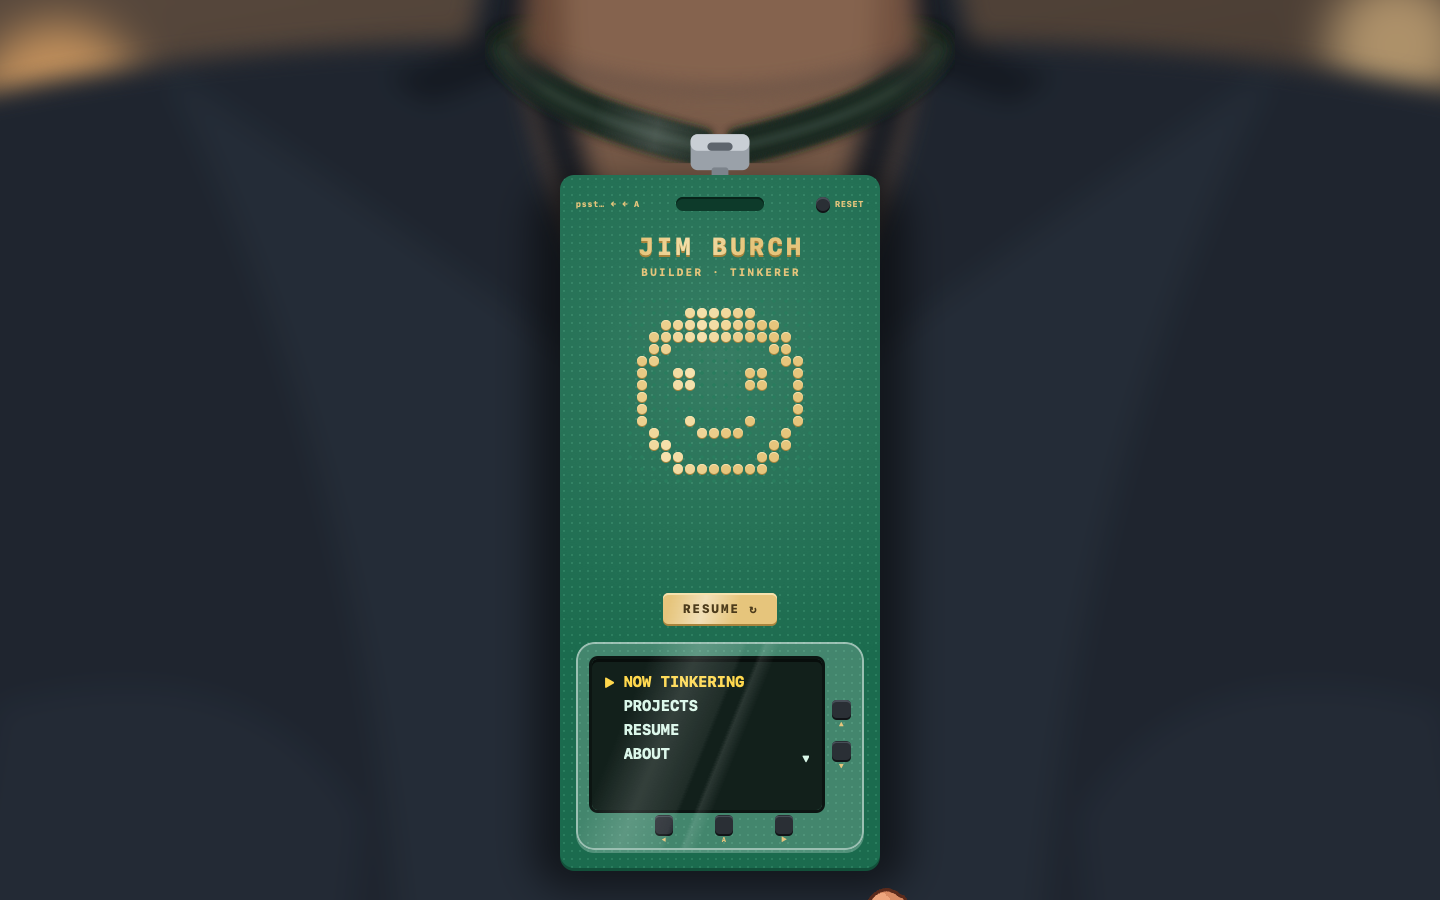 psst… ← ← A
RESET
JIM BURCH
BUILDER · TINKERER
RESUME ↻
▶ NOW TINKERING
PROJECTS
RESUME
ABOUT
▼
▲
▼
◀ A ▶